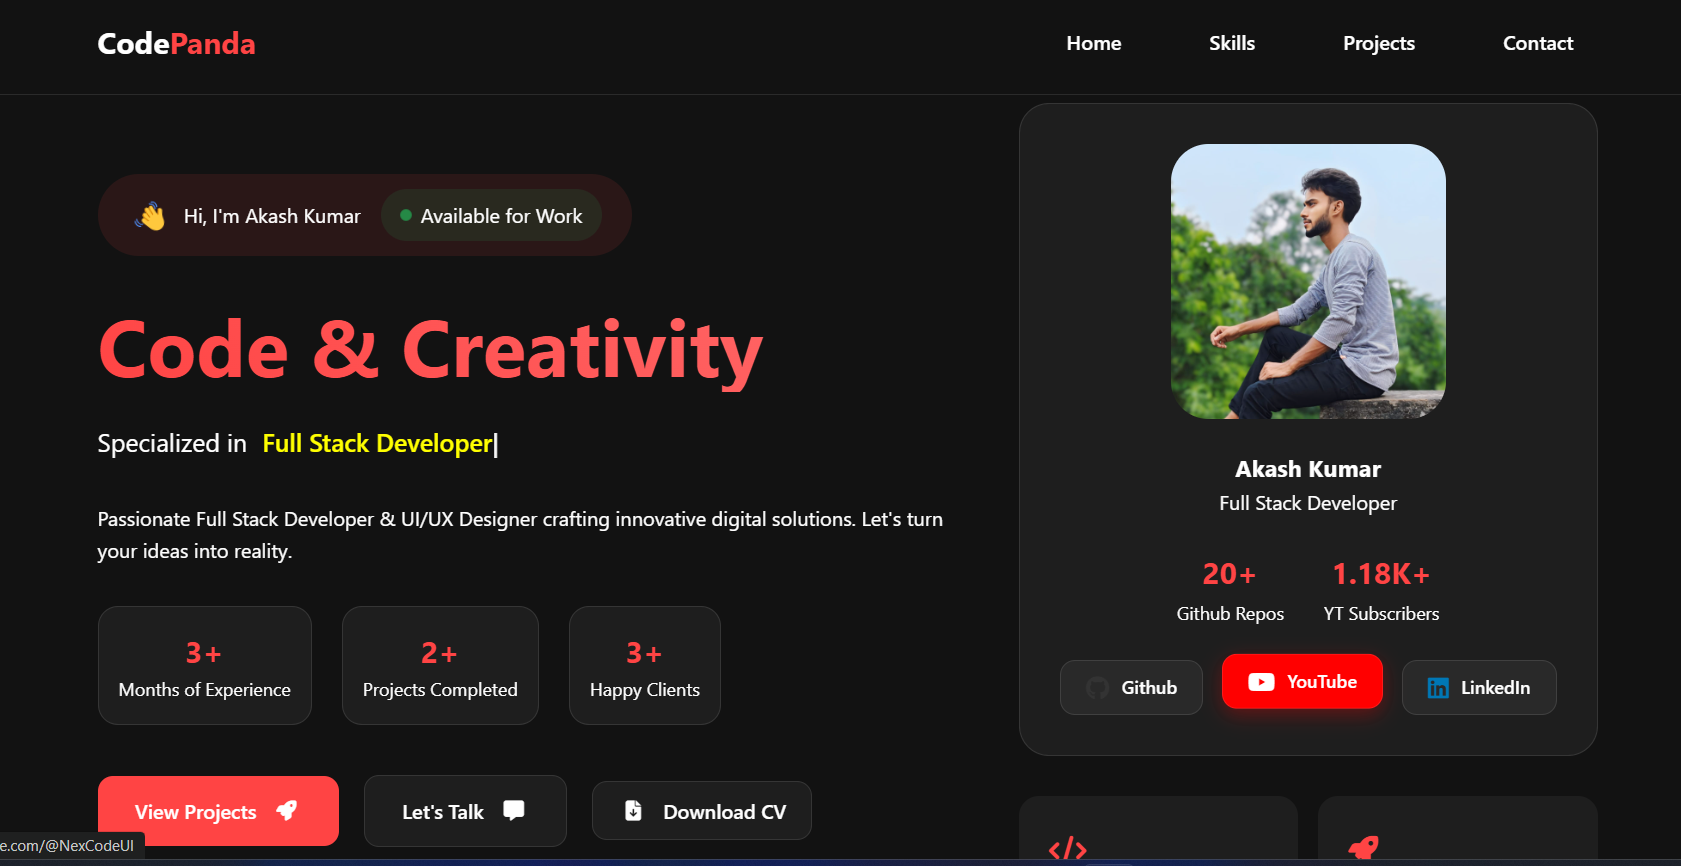 CodePanda
Home
Skills
Projects
Contact
Hi, I'm Akash Kumar
Available for Work
Code & Creativity
Specialized in Full Stack Developer|
Passionate Full Stack Developer & UI/UX Designer crafting innovative digital solutions. Let's turn
your ideas into reality.
3+
Months of Experience
2+
Projects Completed
3+
Happy Clients
View Projects
Let's Talk
Download CV
Akash Kumar
Full Stack Developer
20+
Github Repos
1.18K+
YT Subscribers
Github
YouTube
LinkedIn
</>
e.com/@NexCodeUI